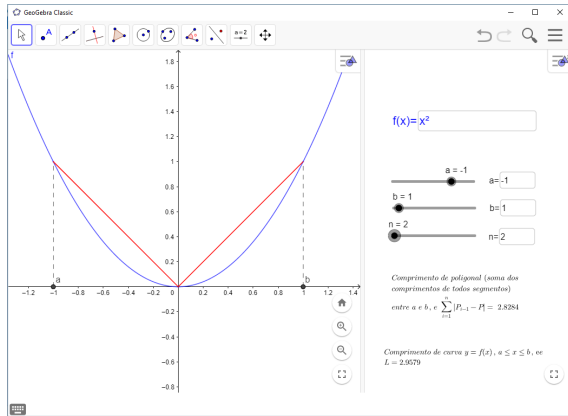 GeoGebra Classic
a = 2
f
1.8
1.6
1.4
1.2
1
0.8
0.6
0.4
0.2
0
−0.2
−0.4
−0.6
−0.8
−1.2 −1 −0.8 −0.6 −0.4 −0.2 0 0.2 0.4 0.6 0.8 1 1.2 1.4
a
b
f(x)= x²
a = -1
a= -1
b = 1
b= 1
n = 2
n= 2
Comprimento de poligonal (soma dos
comprimentos de todos segmentos)
entre a e b , e ∑ⁿᵢ₌₁ |Pᵢ₋₁ − Pᵢ| = 2.8284
Comprimento de curva y = f(x) , a ≤ x ≤ b , ee
L = 2.9579